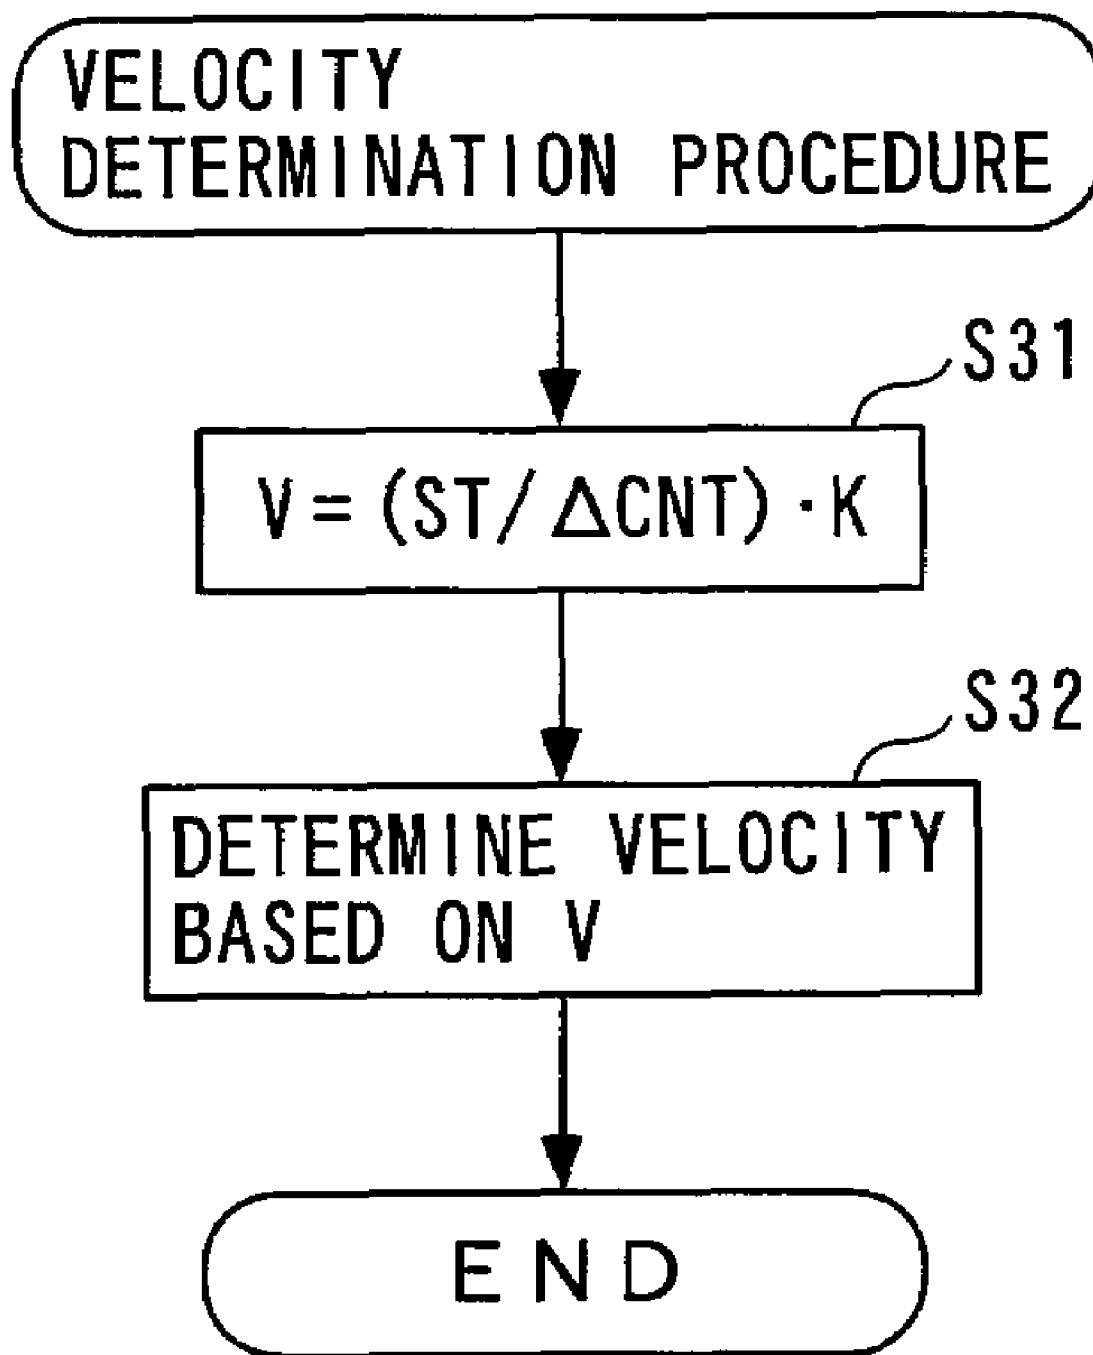 VELOCITY
DETERMINATION PROCEDURE
S31
V=(ST/ΔCNT)·K
S32
DETERMINE VELOCITY
BASED ON V
END